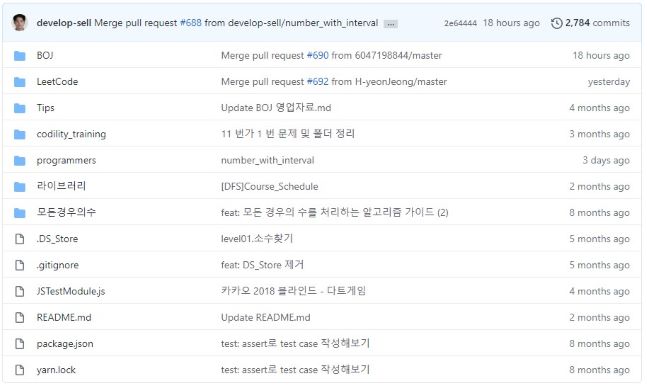 develop-sell Merge pull request #688 from develop-sell/number_with_interval ... 2e64444 18 hours ago 2,784 commits
BOJ Merge pull request #690 from 6047198844/master 18 hours ago
LeetCode Merge pull request #692 from H-yeonJeong/master yesterday
Tips Update BOJ 영업자료.md 4 months ago
codility_training 11 번가 1 번 문제 및 폴더 정리 3 months ago
programmers number_with_interval 3 days ago
라이브러리 [DFS]Course_Schedule 2 months ago
모든경우의수 feat: 모든 경우의 수를 처리하는 알고리즘 가이드 (2) 8 months ago
.DS_Store level01.소수찾기 5 months ago
.gitignore feat: DS_Store 제거 5 months ago
JSTestModule.js 카카오 2018 블라인드 - 다트게임 4 months ago
README.md Update README.md 2 months ago
package.json test: assert로 test case 작성해보기 8 months ago
yarn.lock test: assert로 test case 작성해보기 8 months ago